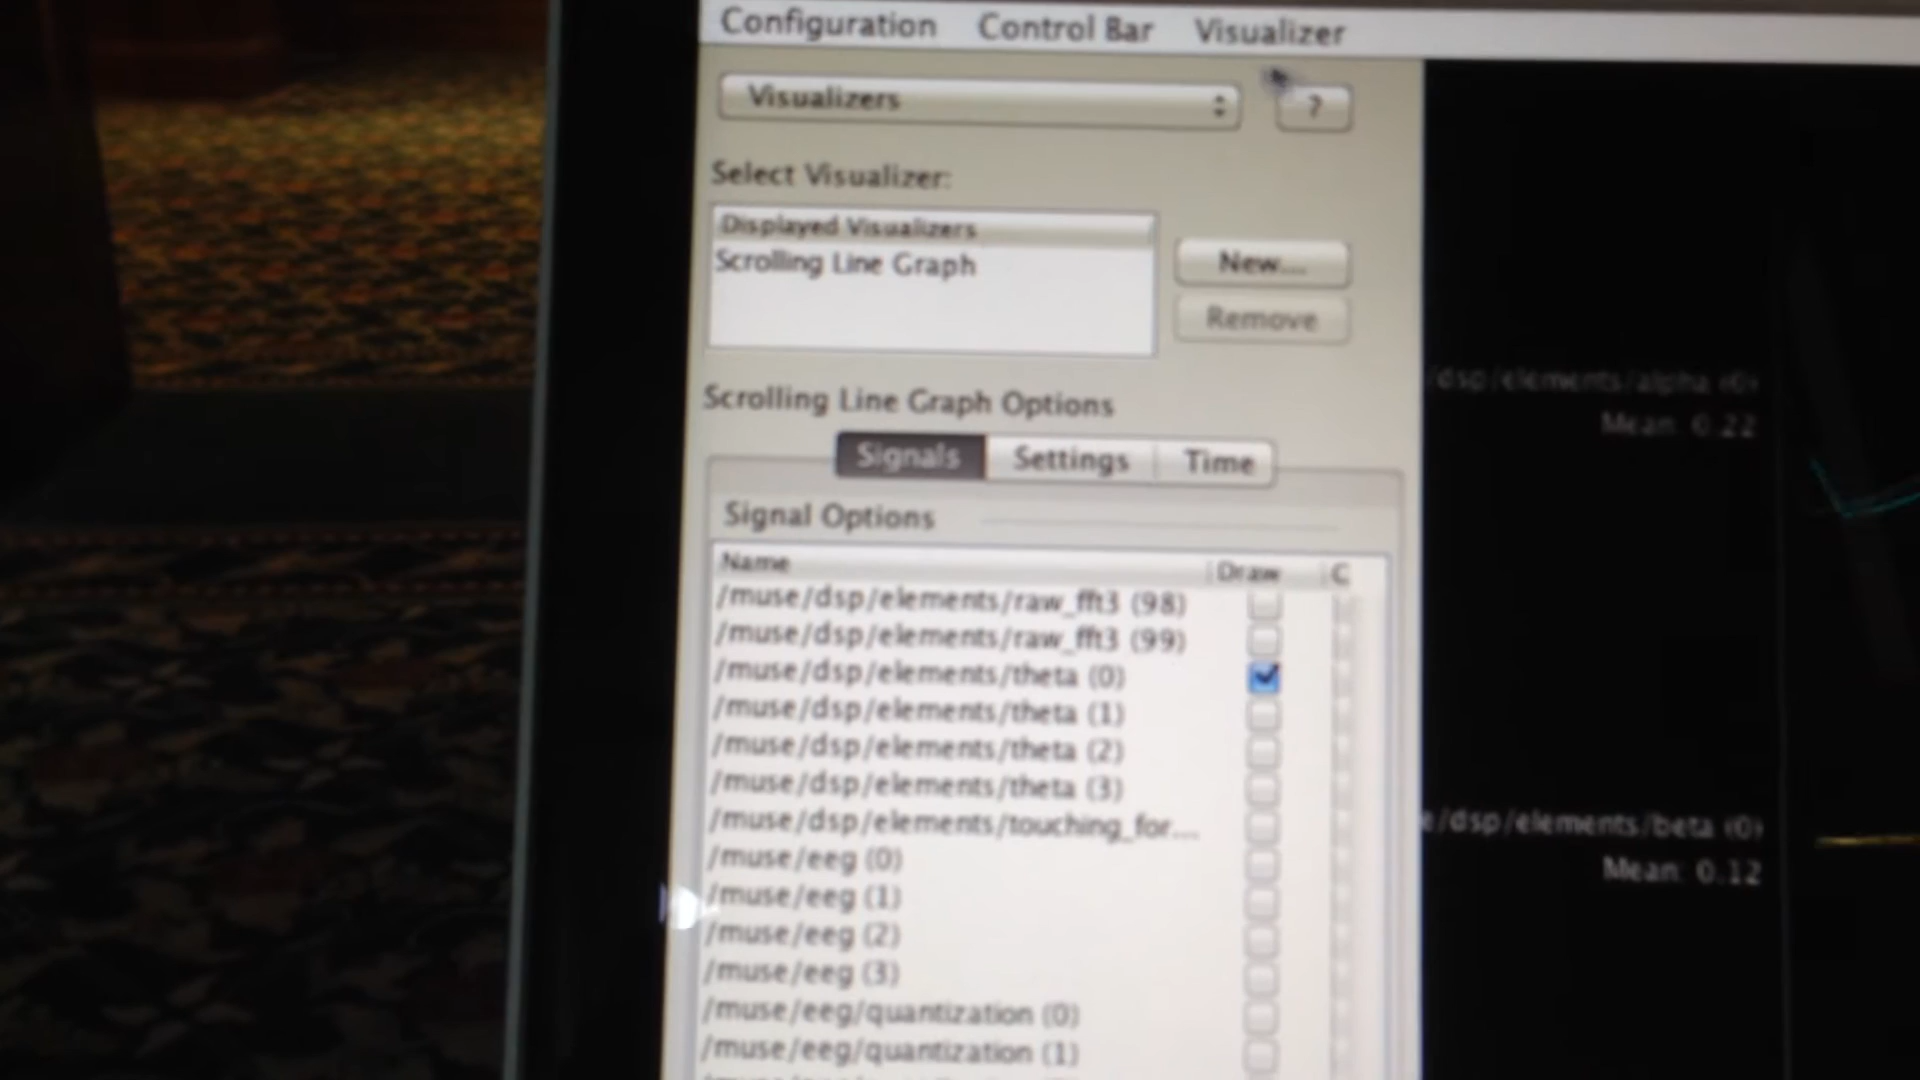 Configuration Control Bar Visualizer
Visualizers
?
Select Visualizer:
Displayed Visualizers
Scrolling Line Graph
New...
Remove
Scrolling Line Graph Options
Signals Settings Time
Signal Options
Name Draw C
/muse/dsp/elements/raw_fft3 (98)
/muse/dsp/elements/raw_fft3 (99)
/muse/dsp/elements/theta (0)
/muse/dsp/elements/theta (1)
/muse/dsp/elements/theta (2)
/muse/dsp/elements/theta (3)
/muse/dsp/elements/touching_for...
/muse/eeg (0)
/muse/eeg (1)
/muse/eeg (2)
/muse/eeg (3)
/muse/eeg/quantization (0)
/muse/eeg/quantization (1)
/dsp/elements/alpha (0)
Mean: 0.22
e/dsp/elements/beta (0)
Mean: 0.12